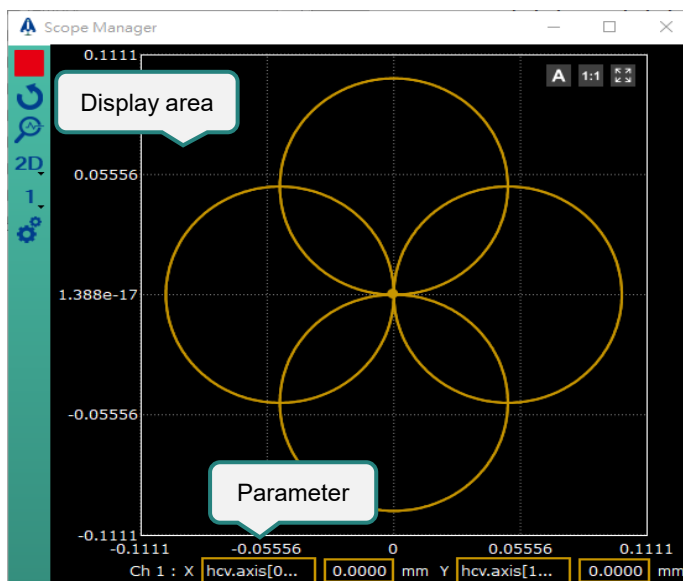 Scope Manager
0.1111
A 1:1
Display area
2D
0.05556
1
1.388e-17
-0.05556
Parameter
-0.1111
-0.1111 -0.05556 0 0.05556 0.1111
Ch 1 : X hcv.axis[0... 0.0000 mm Y hcv.axis[1... 0.0000 mm